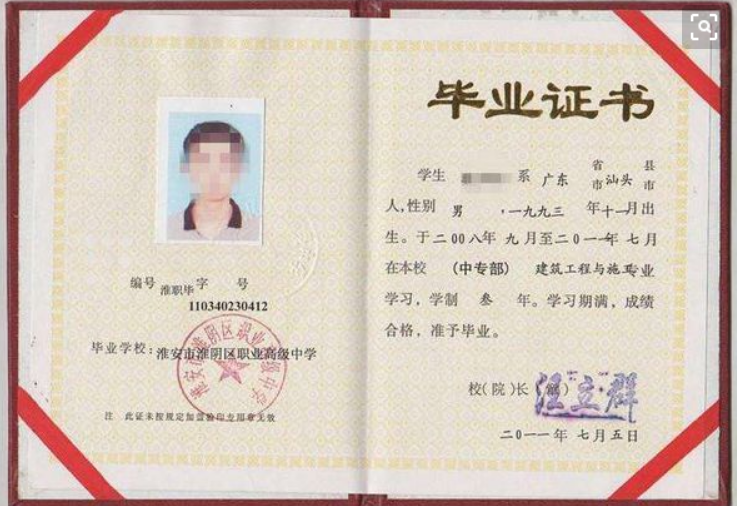 编号 淮职毕 字 号
110340230412
毕业学校：淮安市淮阴区职业高级中学
淮安市淮阴区职业高级中学
注 此证未按规定加盖验印专用章无效
毕业证书
学生 系 广东 省市 汕头 县市
人，性别 男 ，一九九三 年十一月出
生。于二00八年 九 月至二0一一年 七 月
在本校 （中专部） 建筑工程与施工专业
学习，学制 叁 年。学习期满，成绩
合格，准予毕业。
校（院）长（ ）汪立群
二0一一年 七月五日